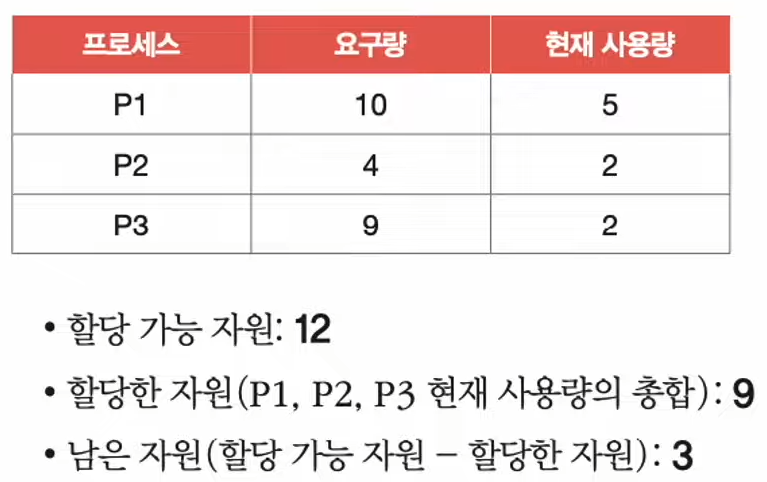 프로세스 요구량 현재 사용량
P1 10 5
P2 4 2
P3 9 2
• 할당 가능 자원: 12
• 할당한 자원(P1, P2, P3 현재 사용량의 총합): 9
• 남은 자원(할당 가능 자원 – 할당한 자원): 3